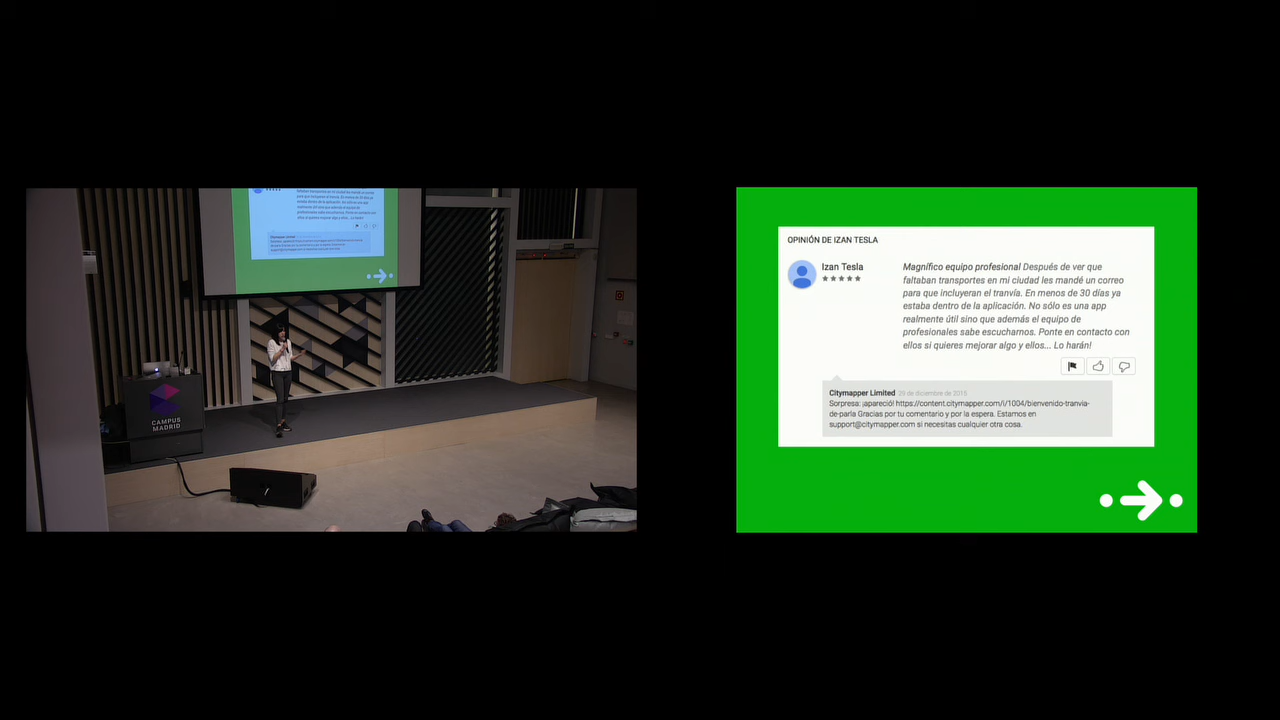 CAMPUS
MADRID
OPINIÓN DE IZAN TESLA
Izan Tesla
Magnífico equipo profesional Después de ver que
faltaban transportes en mi ciudad les mandé un correo
para que incluyeran el tranvía. En menos de 30 días ya
estaba dentro de la aplicación. No sólo es una app
realmente útil sino que además el equipo de
profesionales sabe escucharnos. Ponte en contacto con
ellos si quieres mejorar algo y ellos... Lo harán!
Citymapper Limited 29 de diciembre de 2016
Sorpresa: ¡apareció! https://content.citymapper.com/i/1004/bienvenido-tranvia-
de-parla Gracias por tu comentario y por la espera. Estamos en
support@citymapper.com si necesitas cualquier otra cosa.